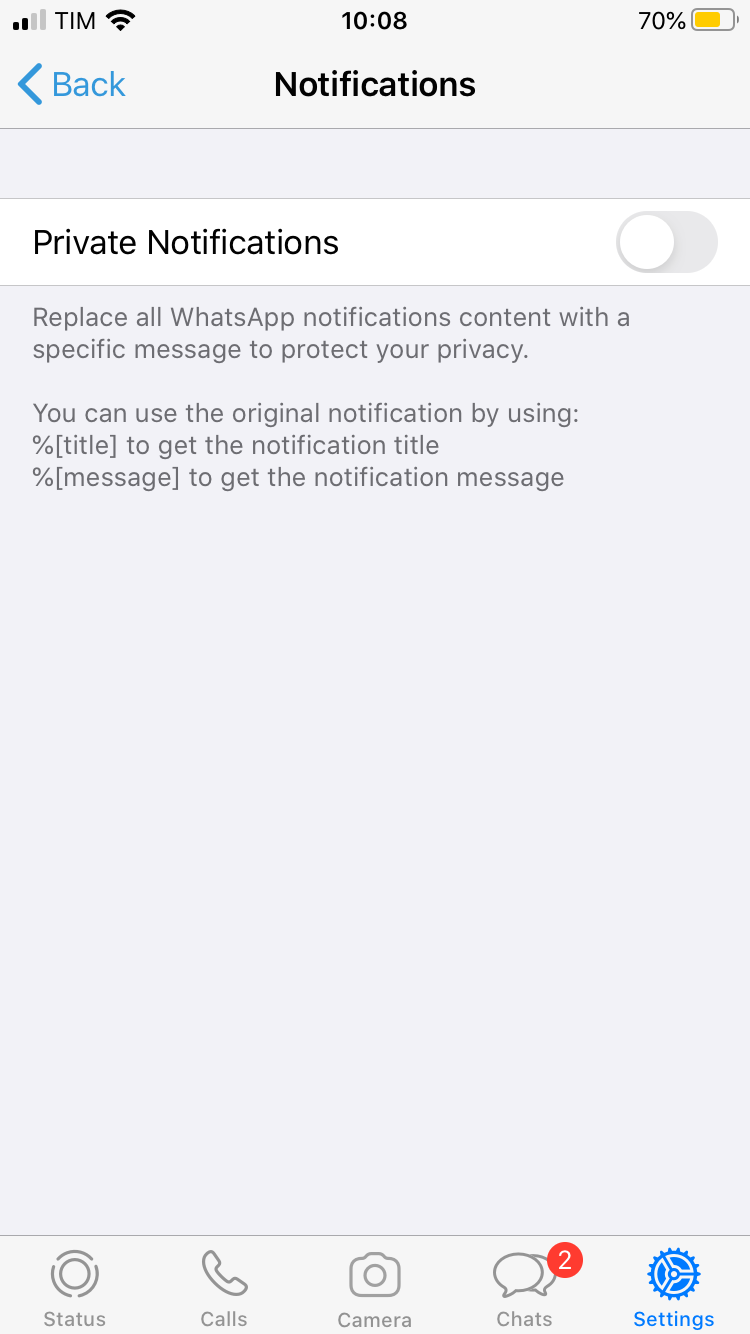 TIM 10:08 70%
Back Notifications
Private Notifications
Replace all WhatsApp notifications content with a
specific message to protect your privacy.
You can use the original notification by using:
%[title] to get the notification title
%[message] to get the notification message
2
Status Calls Camera Chats Settings